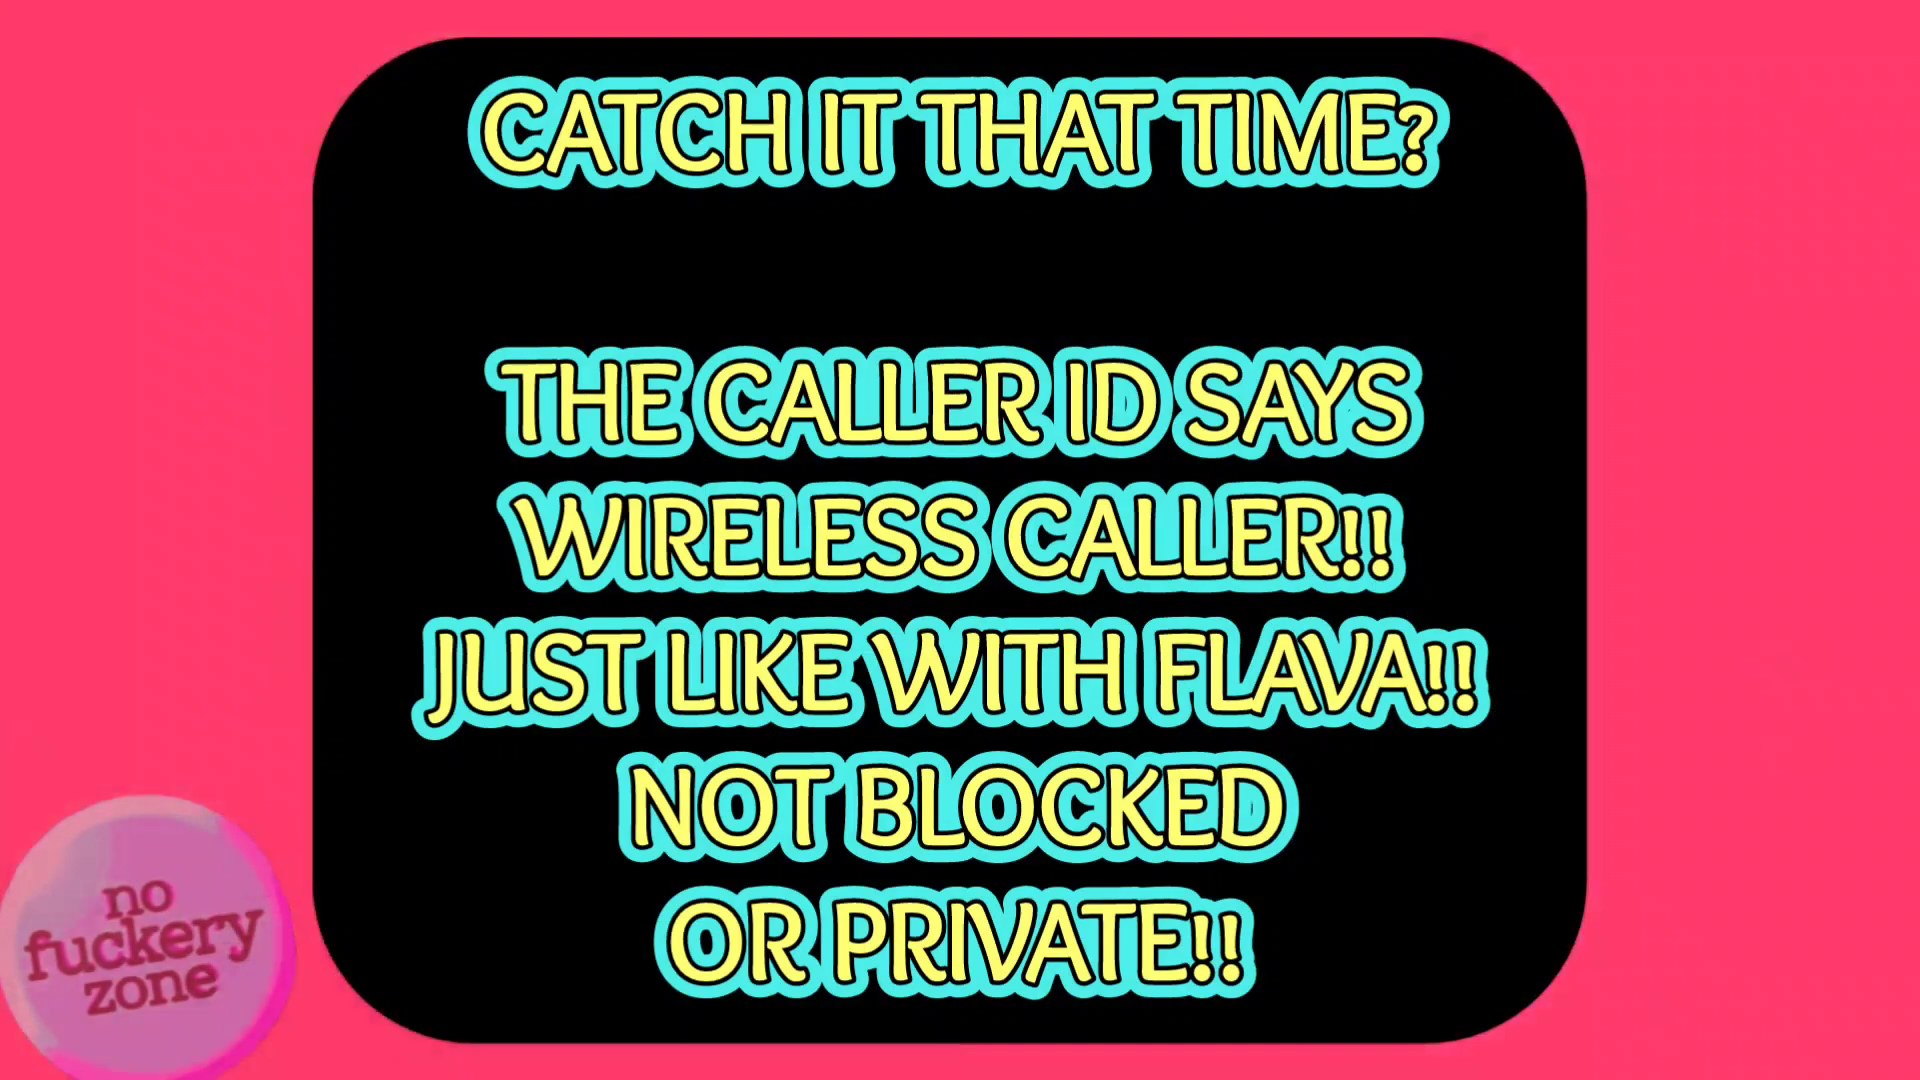 CATCH IT THAT TIME?
THE CALLER ID SAYS
WIRELESS CALLER!!
JUST LIKE WITH FLAVA!!
NOT BLOCKED
OR PRIVATE!!
no
fuckery
zone